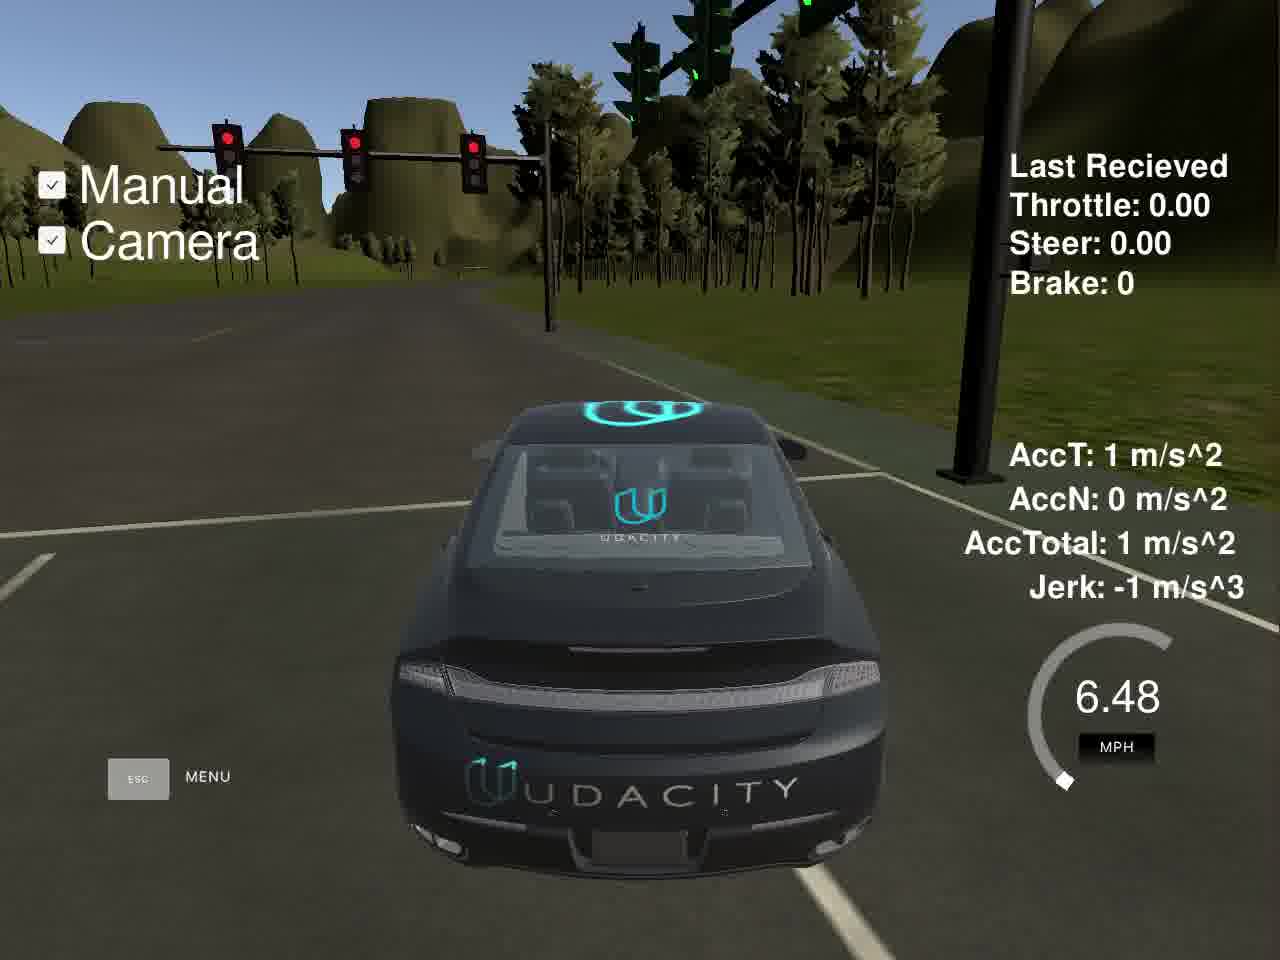 Manual
Camera
Last Recieved
Throttle: 0.00
Steer: 0.00
Brake: 0
AccT: 1 m/s^2
AccN: 0 m/s^2
AccTotal: 1 m/s^2
Jerk: -1 m/s^3
UDACITY
6.48
MPH
ESC MENU
UDACITY